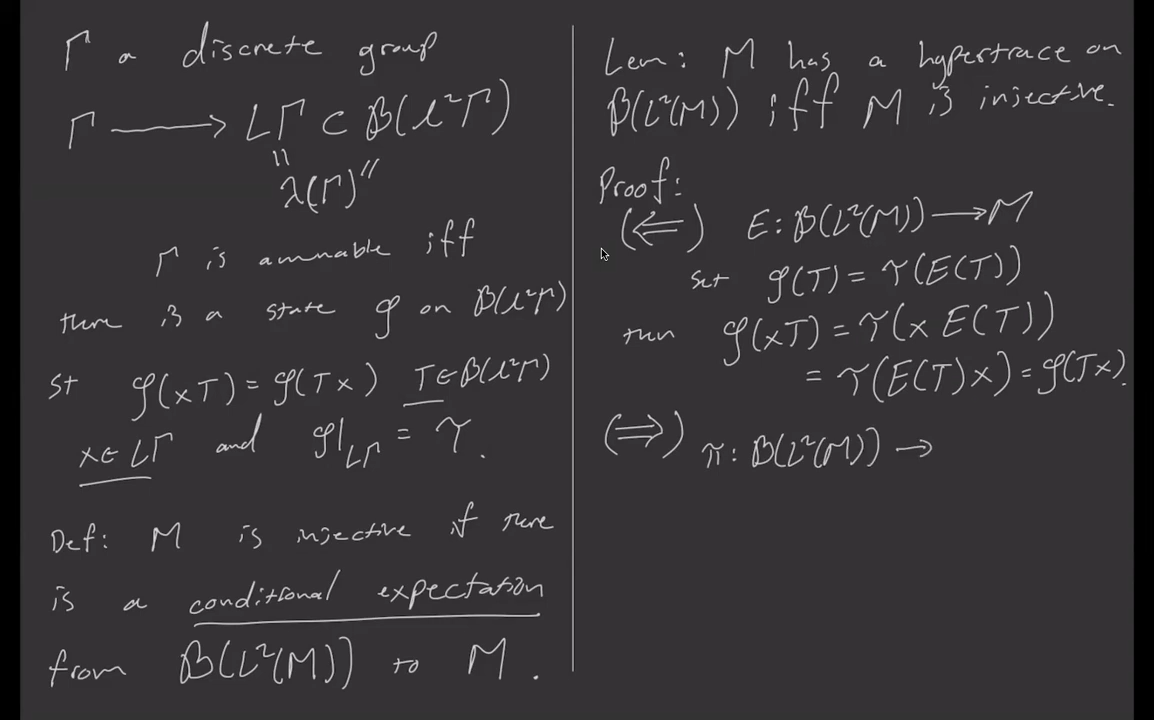 Γ a discrete group
Γ ⟶ LΓ ⊂ B(ℓ²Γ)
=
λ(Γ)″
Γ is amenable iff
there is a state φ on B(ℓ²Γ)
st φ(xT) = φ(Tx) T∈B(ℓ²Γ)
x∈LΓ and φ|_LΓ = τ.
Def: M is injective if there
is a conditional expectation
from B(L²(M)) to M.
Lem: M has a hypertrace on
B(L²(M)) iff M is injective.
Proof:
(⇐) E: B(L²(M)) ⟶ M
set φ(T) = τ(E(T))
then φ(xT) = τ(x E(T))
= τ(E(T)x) = φ(Tx).
(⇒) π: B(L²(M)) →